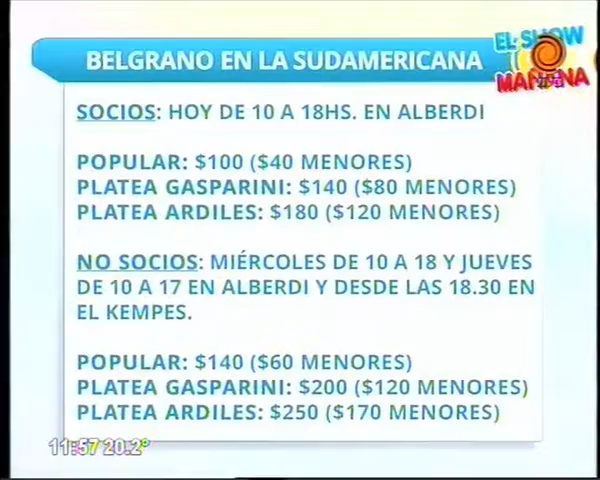 BELGRANO EN LA SUDAMERICANA
EL SHOW
MAÑANA
SOCIOS: HOY DE 10 A 18HS. EN ALBERDI
POPULAR: $100 ($40 MENORES)
PLATEA GASPARINI: $140 ($80 MENORES)
PLATEA ARDILES: $180 ($120 MENORES)
NO SOCIOS: MIÉRCOLES DE 10 A 18 Y JUEVES
DE 10 A 17 EN ALBERDI Y DESDE LAS 18.30 EN
EL KEMPES.
POPULAR: $140 ($60 MENORES)
PLATEA GASPARINI: $200 ($120 MENORES)
PLATEA ARDILES: $250 ($170 MENORES)
11:57 20.2°